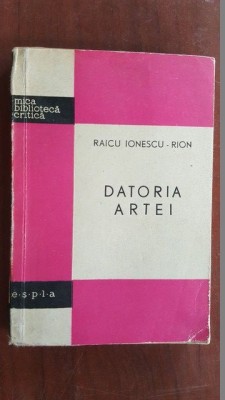 mica
bibliotecă
critică
RAICU IONESCU-RION
DATORIA
ARTEI
e·s·p·l·a